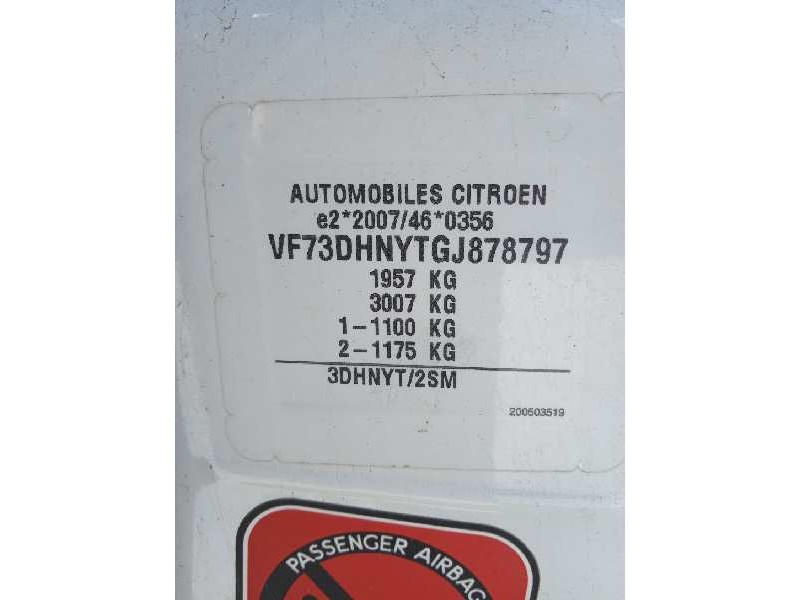 AUTOMOBILES CITROEN
e2*2007/46*0356
VF73DHNYTGJ878797
1957 KG
3007 KG
1-1100 KG
2-1175 KG
3DHNYT/2SM
200503519
PASSENGER AIRBAG